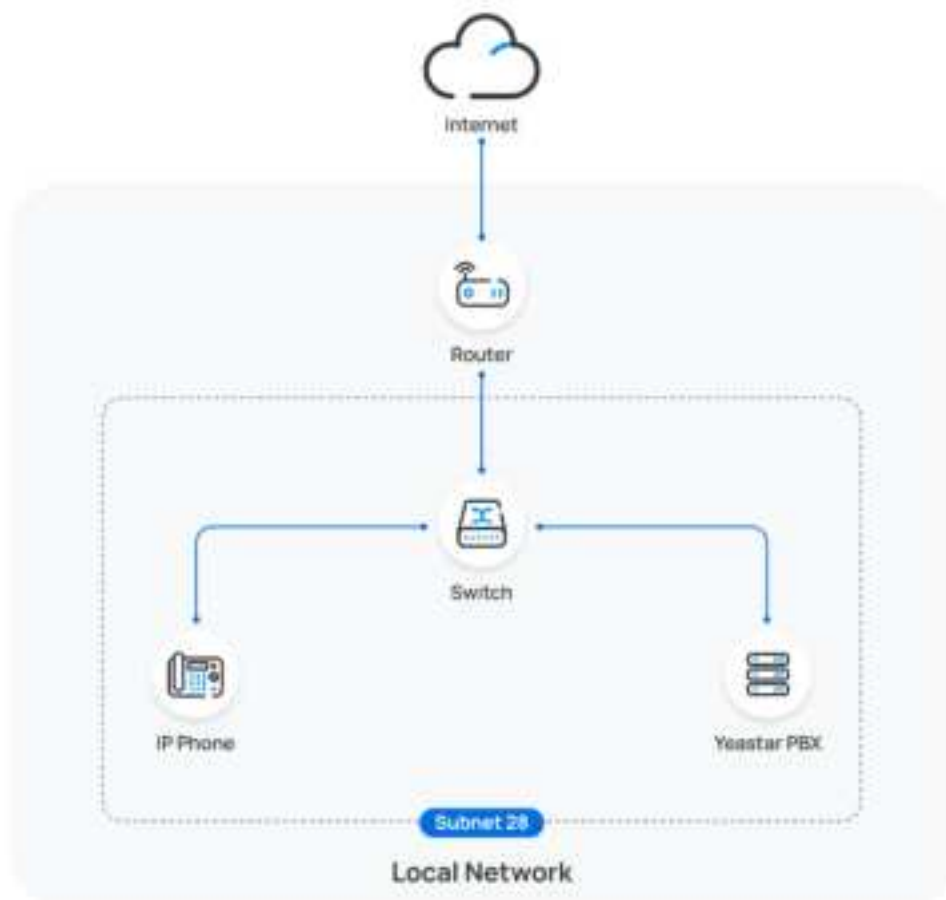 Internet
Router
Switch
IP Phone
Yeastar PBX
Subnet 28
Local Network